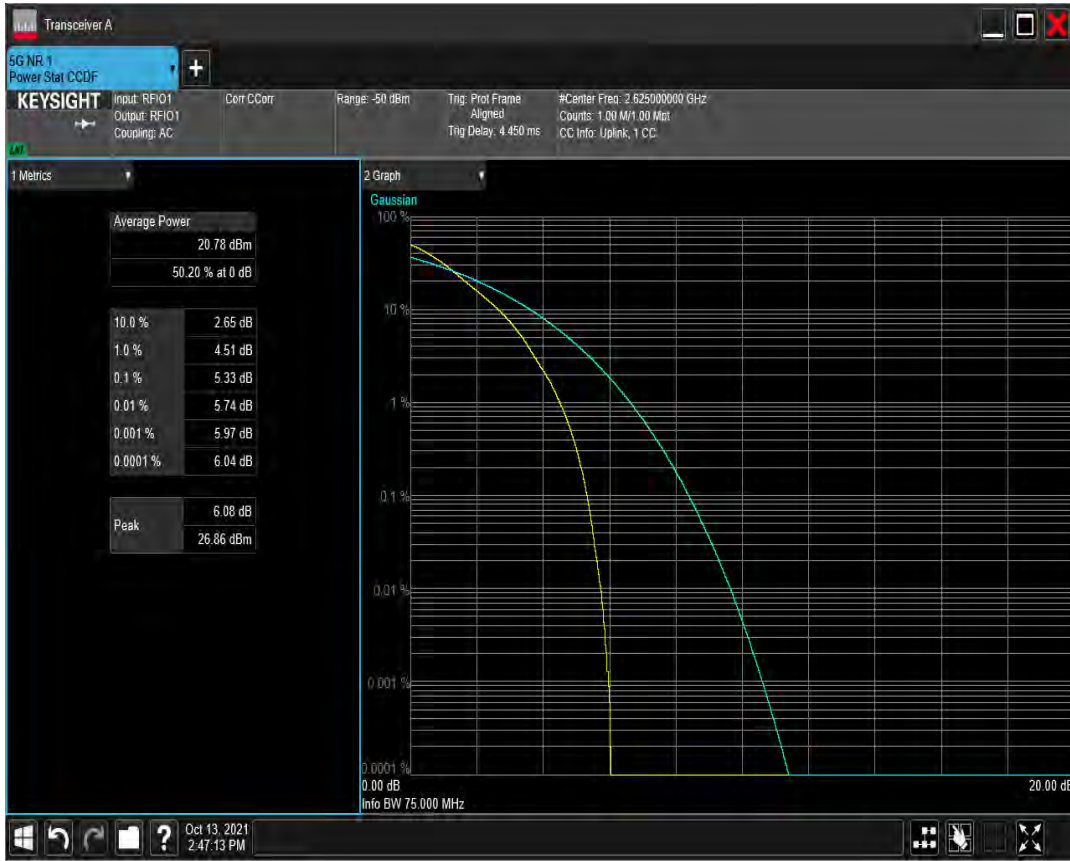 Transceiver A
5G NR 1
Power Stat CCDF
KEYSIGHT
Input: RFIO1
Output: RFIO1
Coupling: AC
Corr CCorr
Range: -50 dBm
Trig: Prot Frame
Aligned
Trig Delay: 4.450 ms
#Center Freq: 2.625000000 GHz
Counts: 1.00 M/1.00 Mpt
CC Info: Uplink, 1 CC
LNT
1 Metrics
Average Power
20.78 dBm
50.20 % at 0 dB
10.0 % 2.65 dB
1.0 % 4.51 dB
0.1 % 5.33 dB
0.01 % 5.74 dB
0.001 % 5.97 dB
0.0001 % 6.04 dB
Peak
6.08 dB
26.86 dBm
2 Graph
Gaussian
100 %
10 %
1 %
0.1 %
0.01 %
0.001 %
0.0001 %
0.00 dB
20.00 dB
Info BW 75.000 MHz
Oct 13, 2021
2:47:13 PM